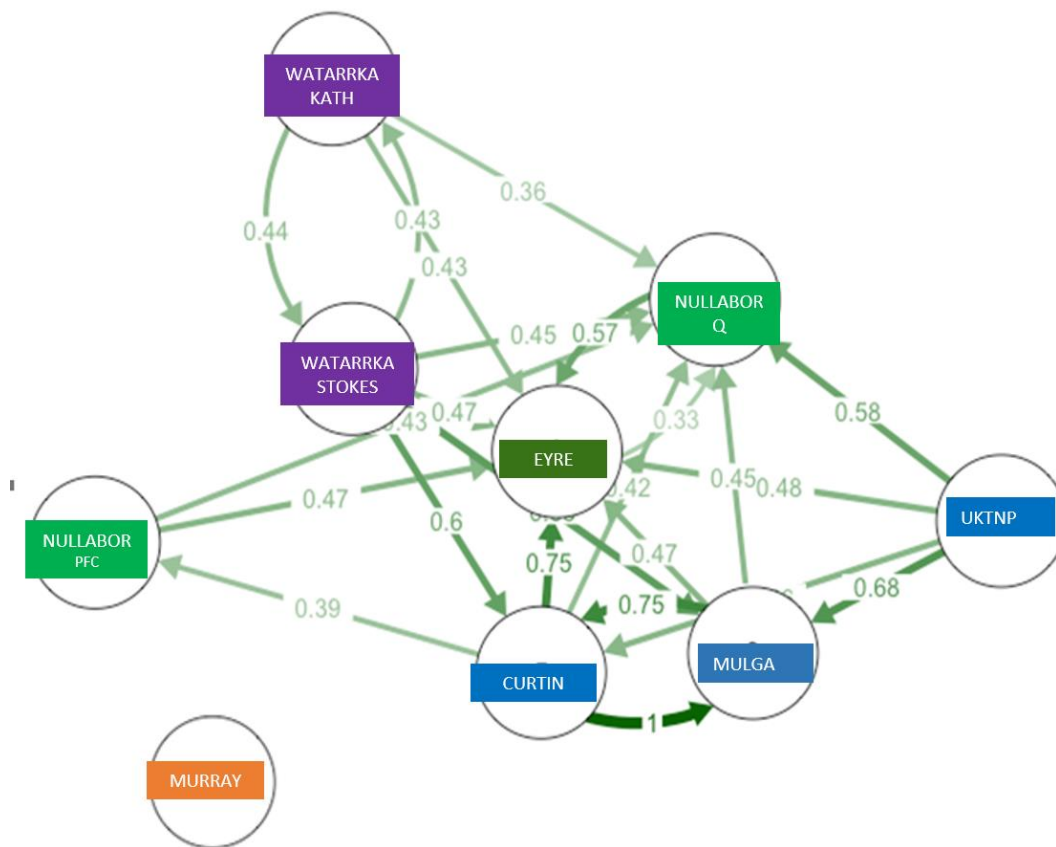 WATARRKA
KATH
0.36
0.43
0.44
0.43
NULLABOR
Q
0.45
0.57
WATARRKA
STOKES
0.47
0.43
0.33
0.58
EYRE
0.45
0.48
0.42
0.47
UKTNP
0.6
NULLABOR
PFC
0.75
0.47
0.68
0.39
0.75
MULGA
CURTIN
1
MURRAY